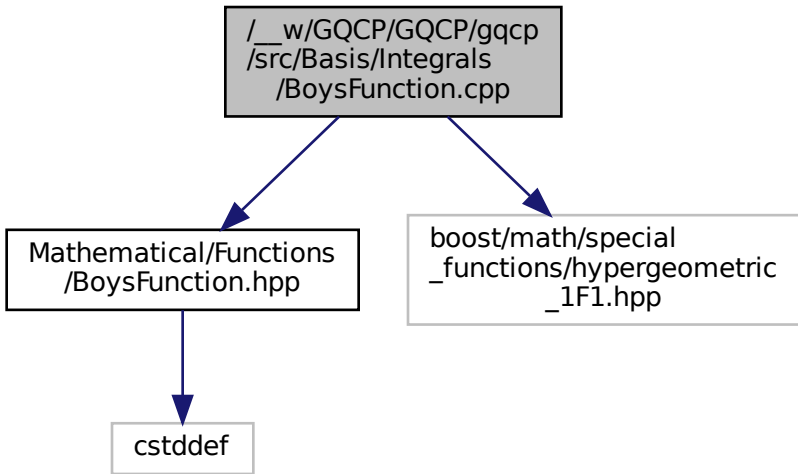 /__w/GQCP/GQCP/gqcp
/src/Basis/Integrals
/BoysFunction.cpp
Mathematical/Functions
/BoysFunction.hpp
boost/math/special
_functions/hypergeometric
_1F1.hpp
cstddef